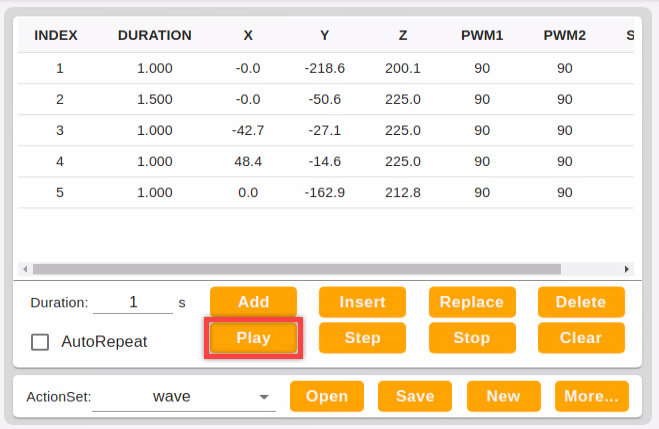 INDEX DURATION X Y Z PWM1 PWM2 S
1 1.000 -0.0 -218.6 200.1 90 90
2 1.500 -0.0 -50.6 225.0 90 90
3 1.000 -42.7 -27.1 225.0 90 90
4 1.000 48.4 -14.6 225.0 90 90
5 1.000 0.0 -162.9 212.8 90 90
Duration: 1 s Add Insert Replace Delete
AutoRepeat Play Step Stop Clear
ActionSet: wave Open Save New More...